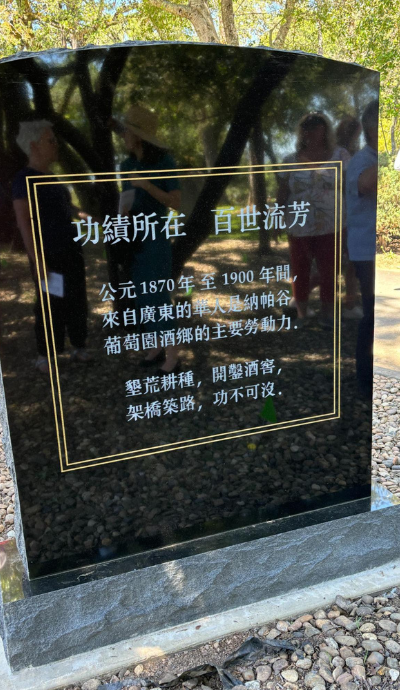 功績所在　百世流芳
公元 1870 年 至 1900 年間,
來自廣東的華人是納帕谷
葡萄園酒鄉的主要勞動力.
墾荒耕種, 開鑿酒窖,
架橋築路, 功不可沒.